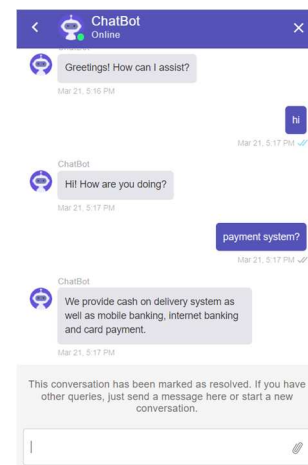 ChatBot
Online
Greetings! How can I assist?
Mar 21, 5:16 PM
hi
Mar 21, 5:17 PM
ChatBot
Hi! How are you doing?
Mar 21, 5:17 PM
payment system?
Mar 21, 5:17 PM
ChatBot
We provide cash on delivery system as
well as mobile banking, internet banking
and card payment.
Mar 21, 5:17 PM
This conversation has been marked as resolved. If you have
other queries, just send a message here or start a new
conversation.